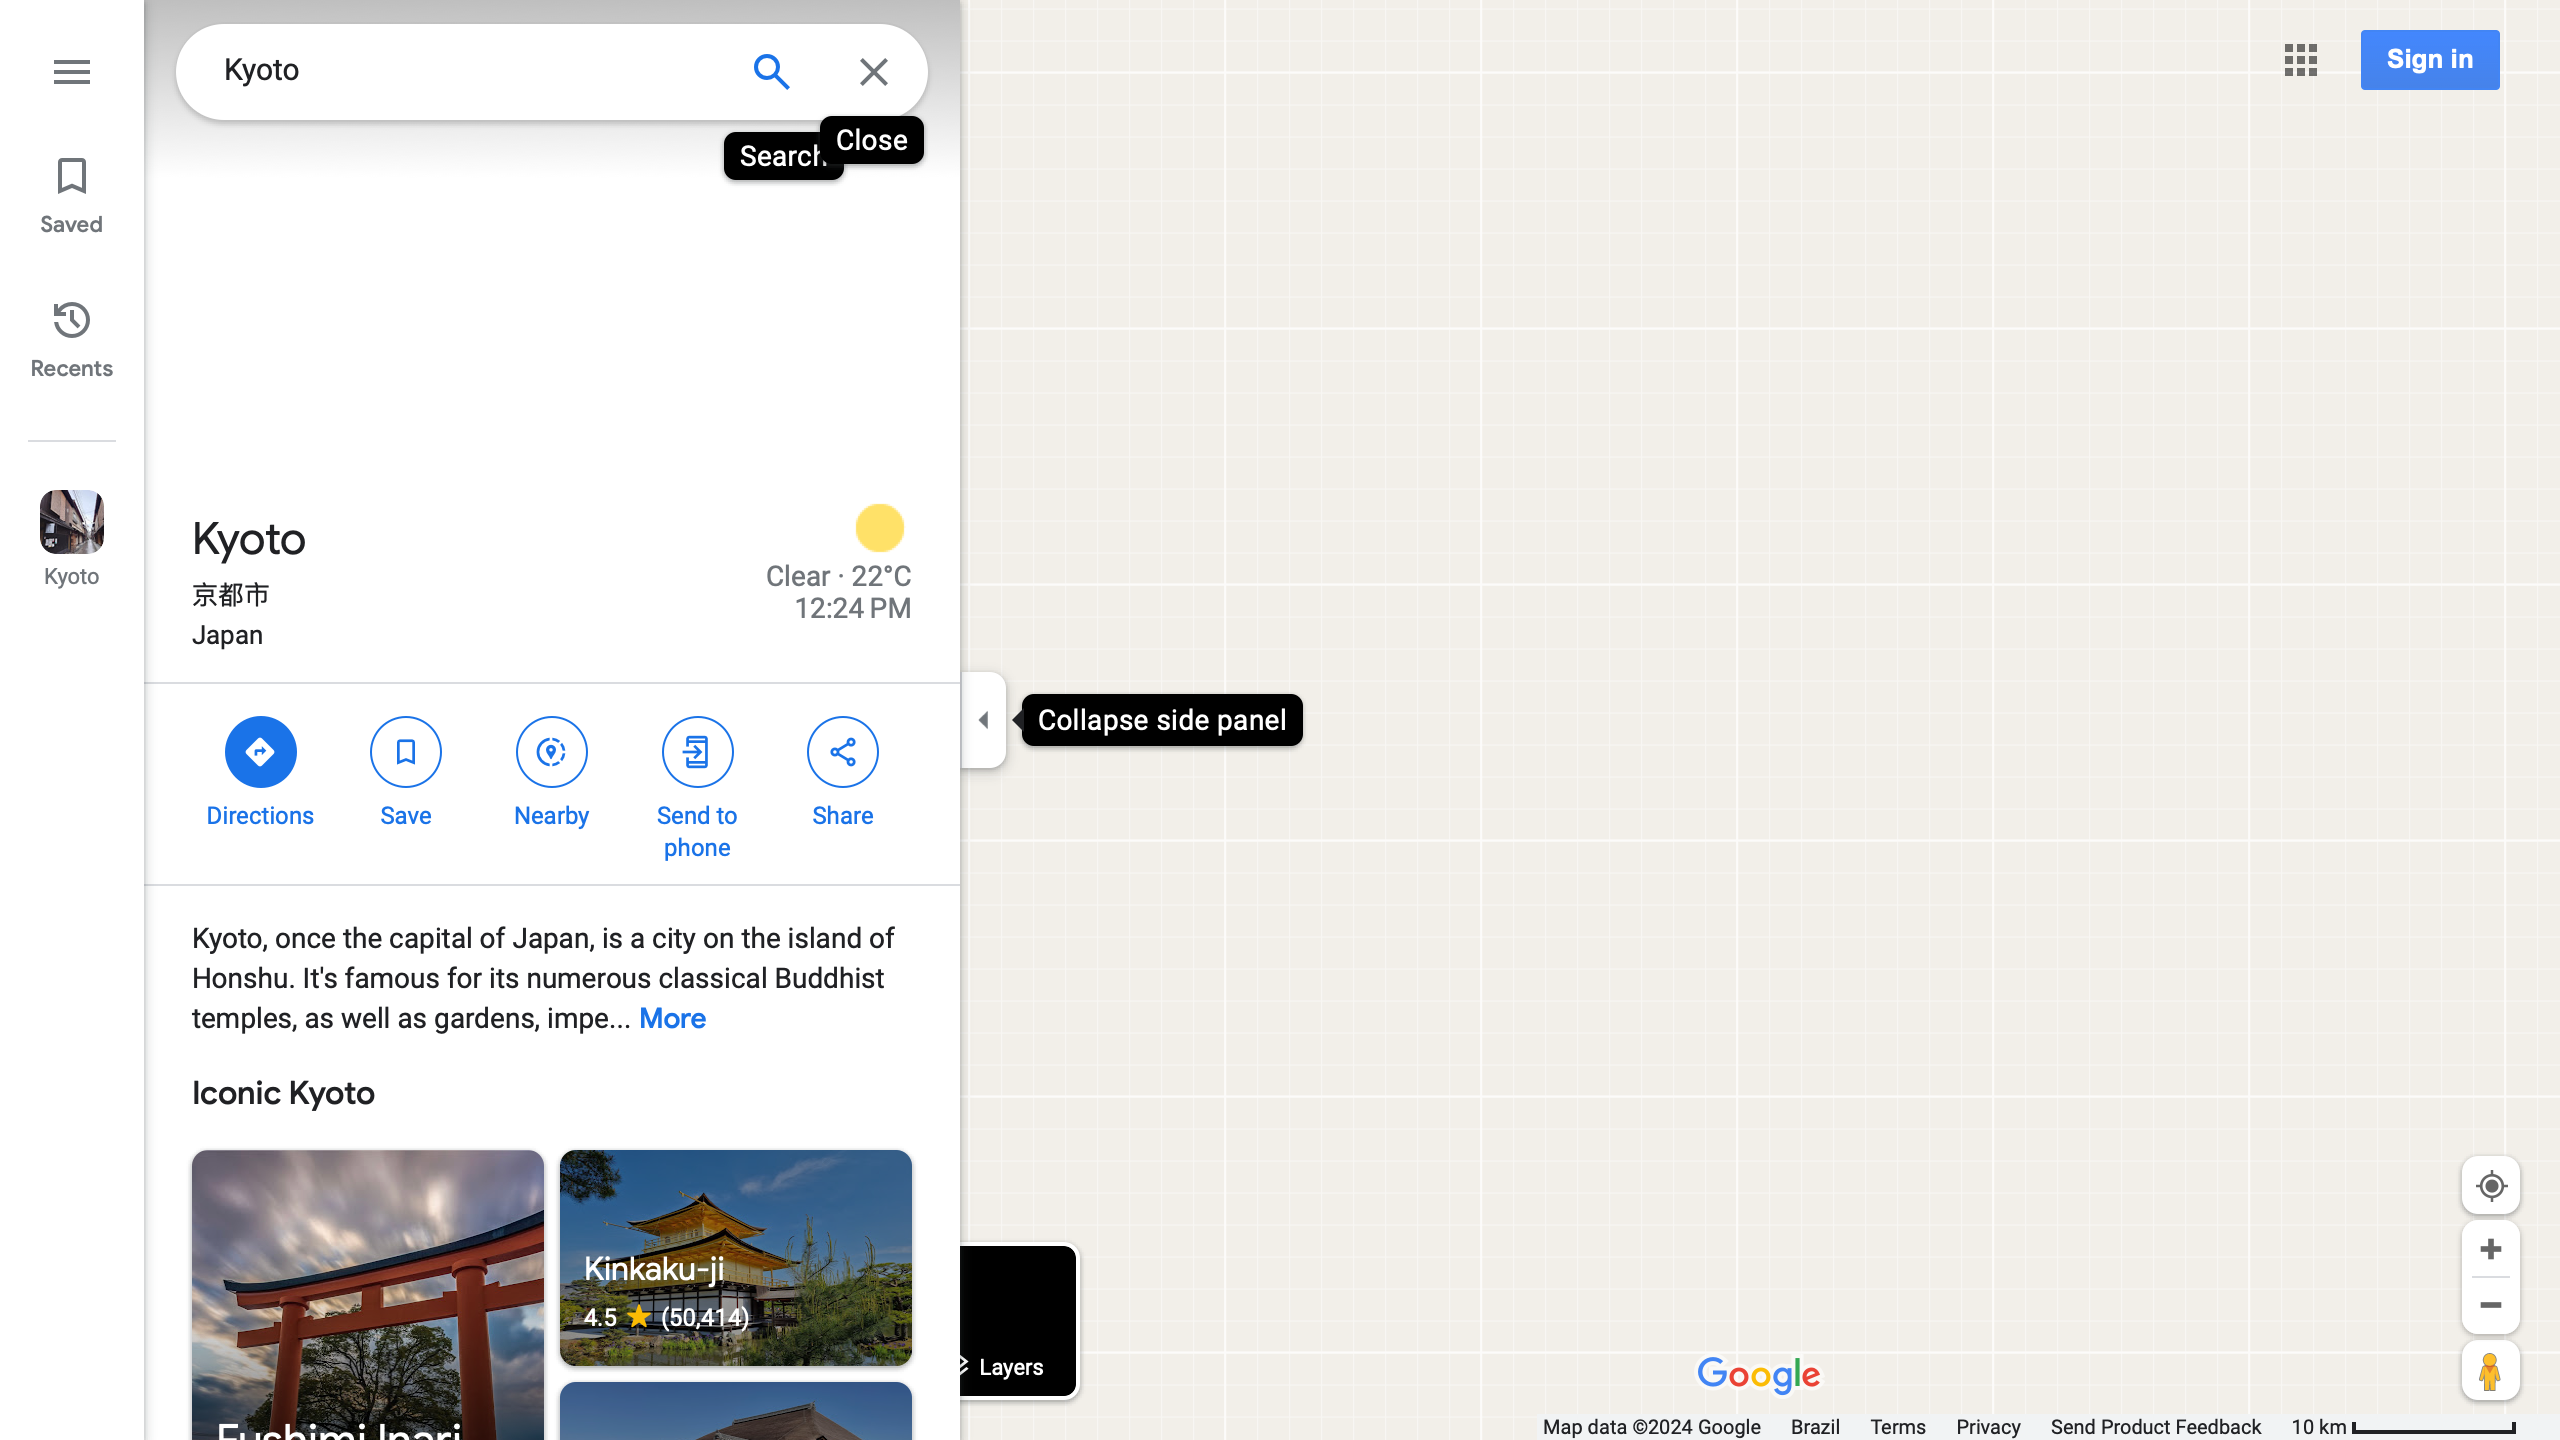 Kyoto
Sign in
Search
Close
Saved
Recents
Kyoto
Kyoto
京都市
Japan
Clear · 22°C
12:24 PM
Collapse side panel
Directions
Save
Nearby
Send to
phone
Share
Kyoto, once the capital of Japan, is a city on the island of
Honshu. It's famous for its numerous classical Buddhist
temples, as well as gardens, impe... More
Iconic Kyoto
Kinkaku-ji
4.5 ★ (50,414)
Fushimi Inari
Layers
Google
Map data ©2024 Google Brazil Terms Privacy Send Product Feedback 10 km